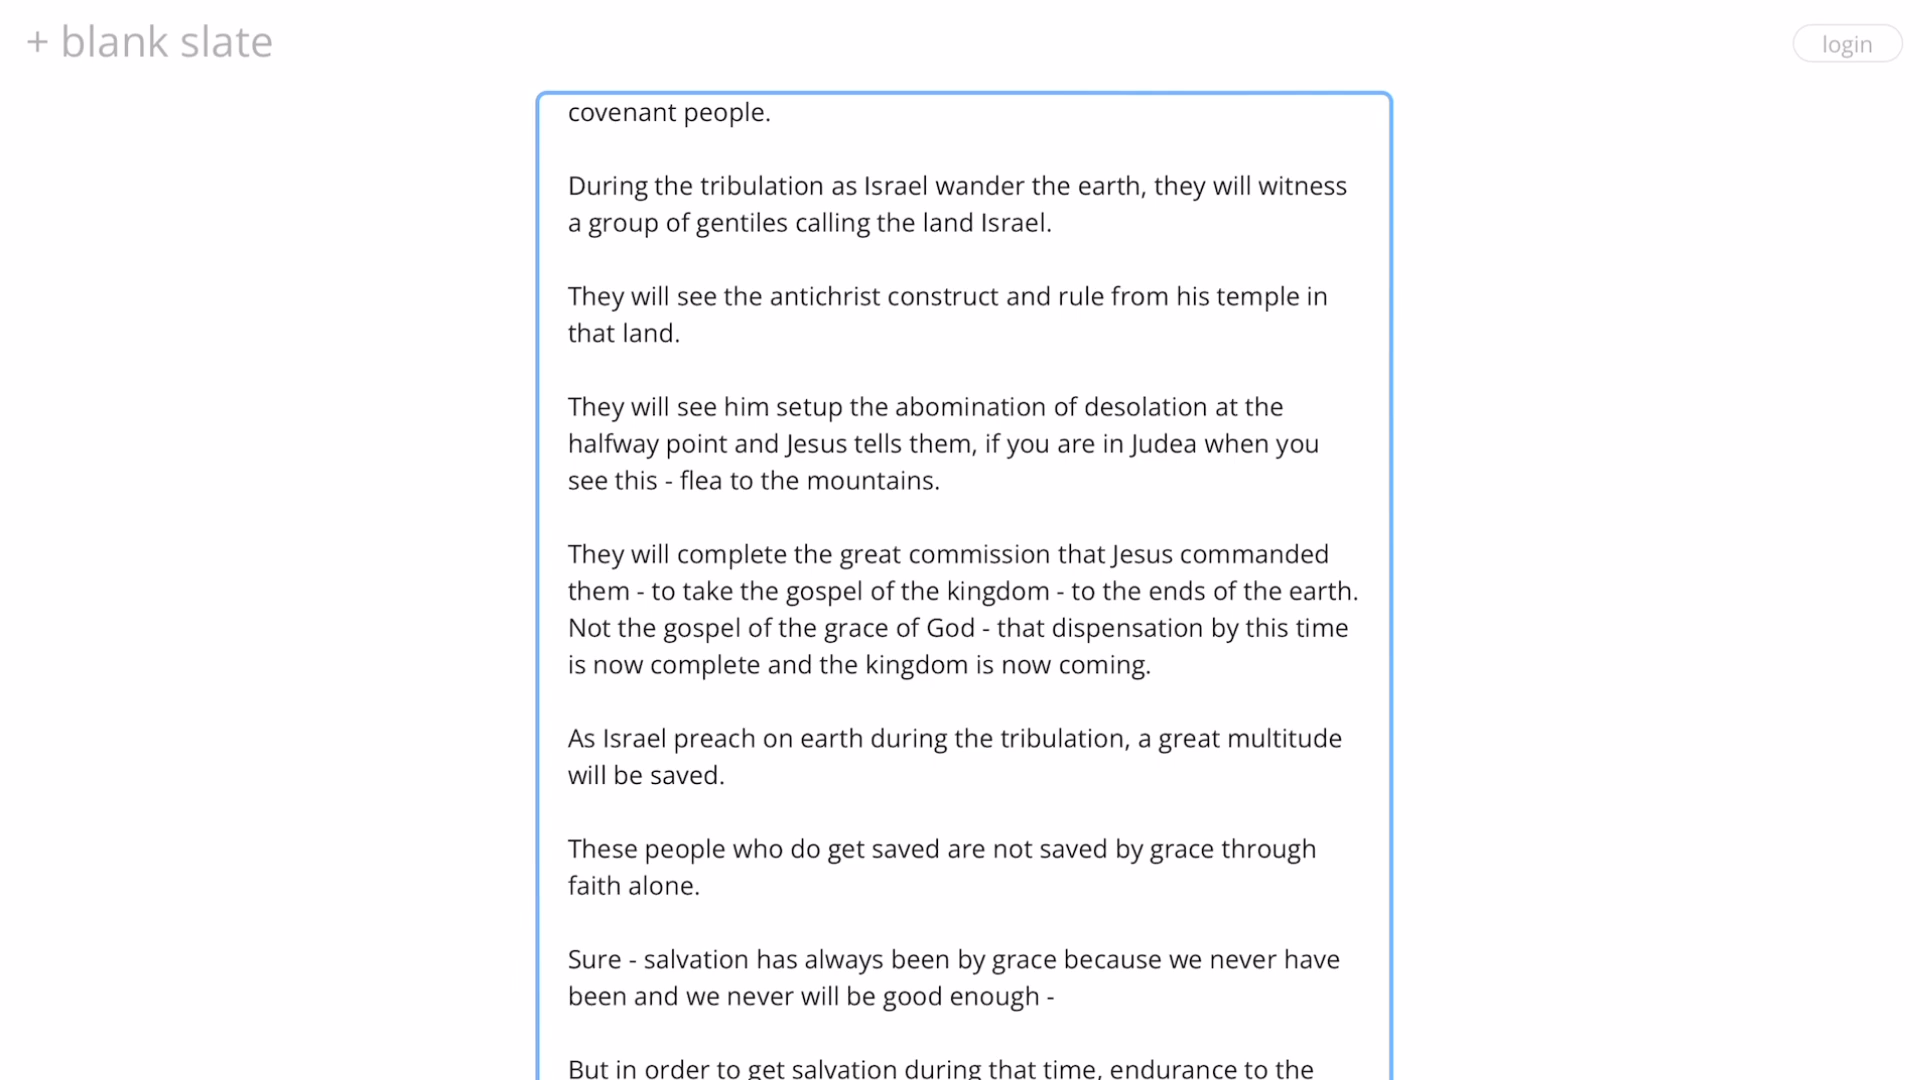 + blank slate
login
covenant people.
During the tribulation as Israel wander the earth, they will witness
a group of gentiles calling the land Israel.
They will see the antichrist construct and rule from his temple in
that land.
They will see him setup the abomination of desolation at the
halfway point and Jesus tells them, if you are in Judea when you
see this - flea to the mountains.
They will complete the great commission that Jesus commanded
them - to take the gospel of the kingdom - to the ends of the earth.
Not the gospel of the grace of God - that dispensation by this time
is now complete and the kingdom is now coming.
As Israel preach on earth during the tribulation, a great multitude
will be saved.
These people who do get saved are not saved by grace through
faith alone.
Sure - salvation has always been by grace because we never have
been and we never will be good enough -
But in order to get salvation during that time, endurance to the